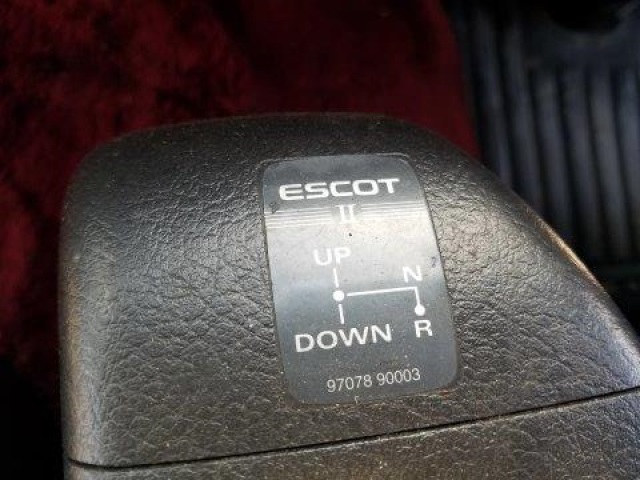 ESCOT
II
UP
N
DOWN R
97078 90003